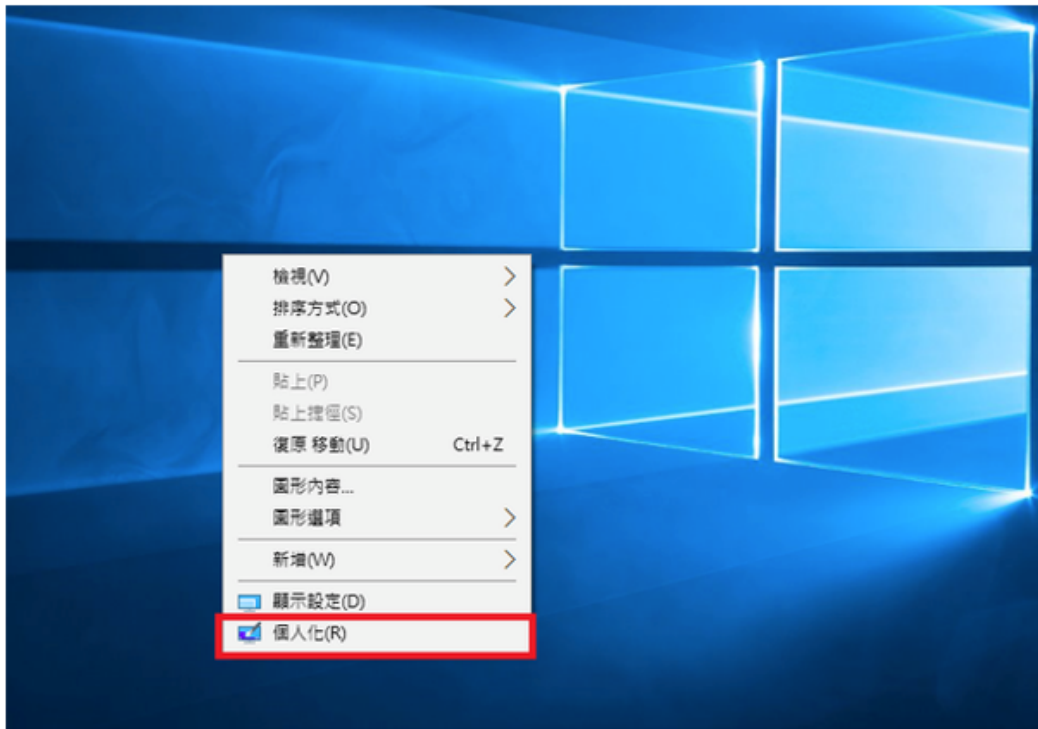 檢視(V)
排序方式(O)
重新整理(E)
貼上(P)
貼上捷徑(S)
復原 移動(U) Ctrl+Z
圖形內容...
圖形選項
新增(W)
顯示設定(D)
個人化(R)